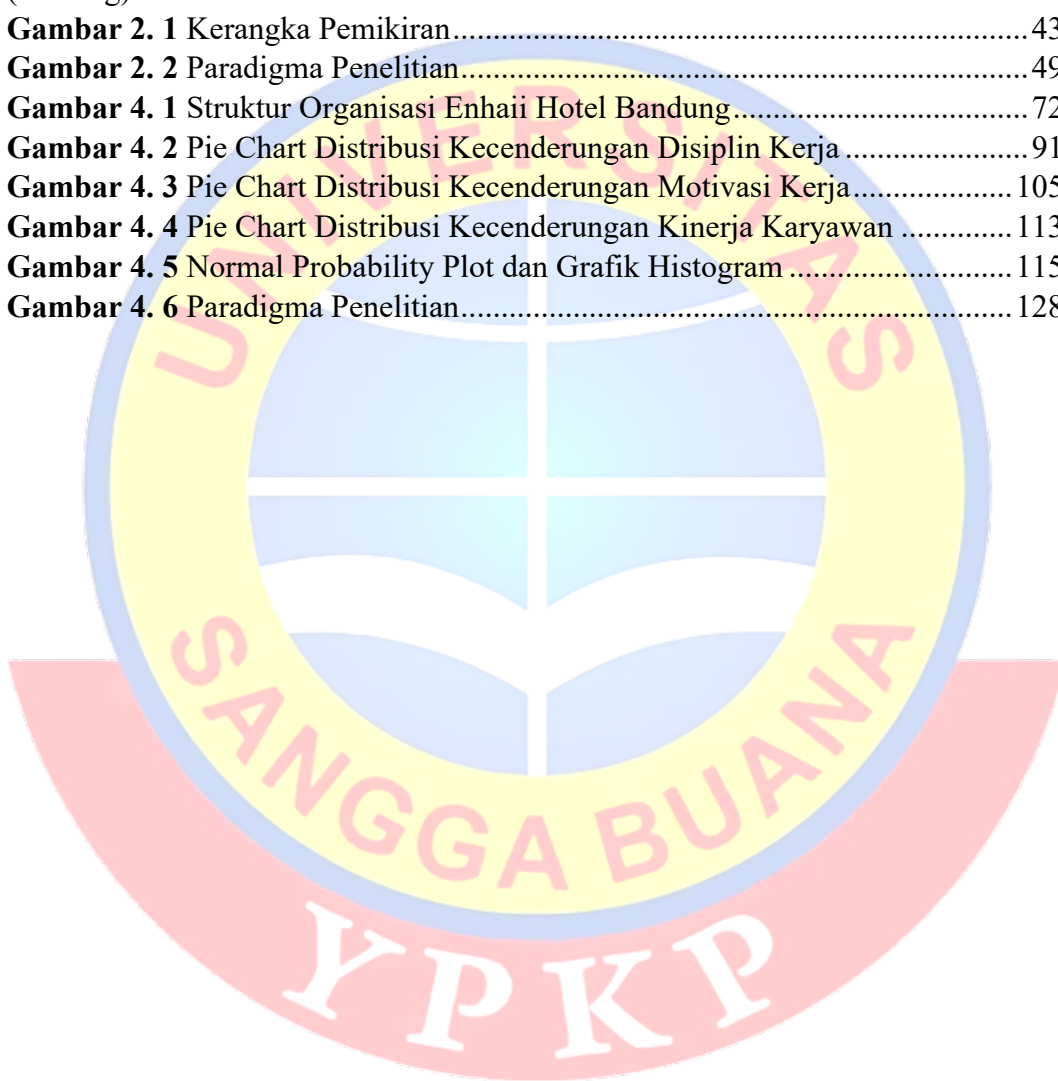 Gambar 2. 1 Kerangka Pemikiran.......................................................................... 43
Gambar 2. 2 Paradigma Penelitian......................................................................... 49
Gambar 4. 1 Struktur Organisasi Enhaii Hotel Bandung...................................... 72
Gambar 4. 2 Pie Chart Distribusi Kecenderungan Disiplin Kerja ........................ 91
Gambar 4. 3 Pie Chart Distribusi Kecenderungan Motivasi Kerja..................... 105
Gambar 4. 4 Pie Chart Distribusi Kecenderungan Kinerja Karyawan .............. 113
Gambar 4. 5 Normal Probability Plot dan Grafik Histogram ............................. 115
Gambar 4. 6 Paradigma Penelitian....................................................................... 128
UNIVERSITAS
SANGGA BUANA
YPKP